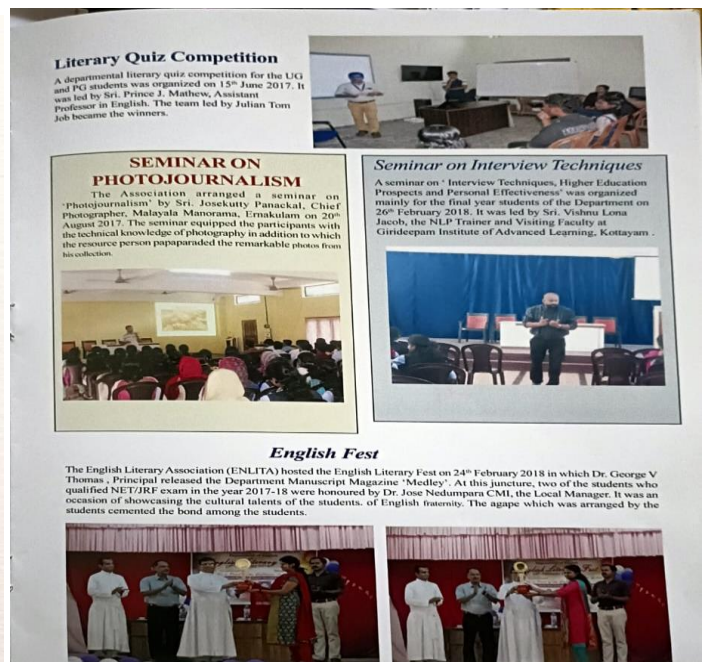 Literary Quiz Competition
A departmental literary quiz competition for the UG
and PG students was organized on 15th June 2017. It
was led by Sri. Prince J. Mathew, Assistant
Professor in English. The team led by Julian Tom
Job became the winners.
SEMINAR ON
PHOTOJOURNALISM
The Association arranged a seminar on
'Photojournalism' by Sri. Josekutty Panackal, Chief
Photographer, Malayala Manorama, Ernakulam on 20th
August 2017. The seminar equipped the participants with
the technical knowledge of photography in addition to which
the resource person papaparaded the remarkable photos from
his collection.
Seminar on Interview Techniques
A seminar on ' Interview Techniques, Higher Education
Prospects and Personal Effectiveness' was organized
mainly for the final year students of the Department on
26th February 2018. It was led by Sri. Vishnu Lona
Jacob, the NLP Trainer and Visiting Faculty at
Girideepam Institute of Advanced Learning, Kottayam .
English Fest
The English Literary Association (ENLITA) hosted the English Literary Fest on 24th February 2018 in which Dr. George V
Thomas , Principal released the Department Manuscript Magazine 'Medley'. At this juncture, two of the students who
qualified NET/JRF exam in the year 2017-18 were honoured by Dr. Jose Nedumpara CMI, the Local Manager. It was an
occasion of showcasing the cultural talents of the students. of English fraternity. The agape which was arranged by the
students cemented the bond among the students.